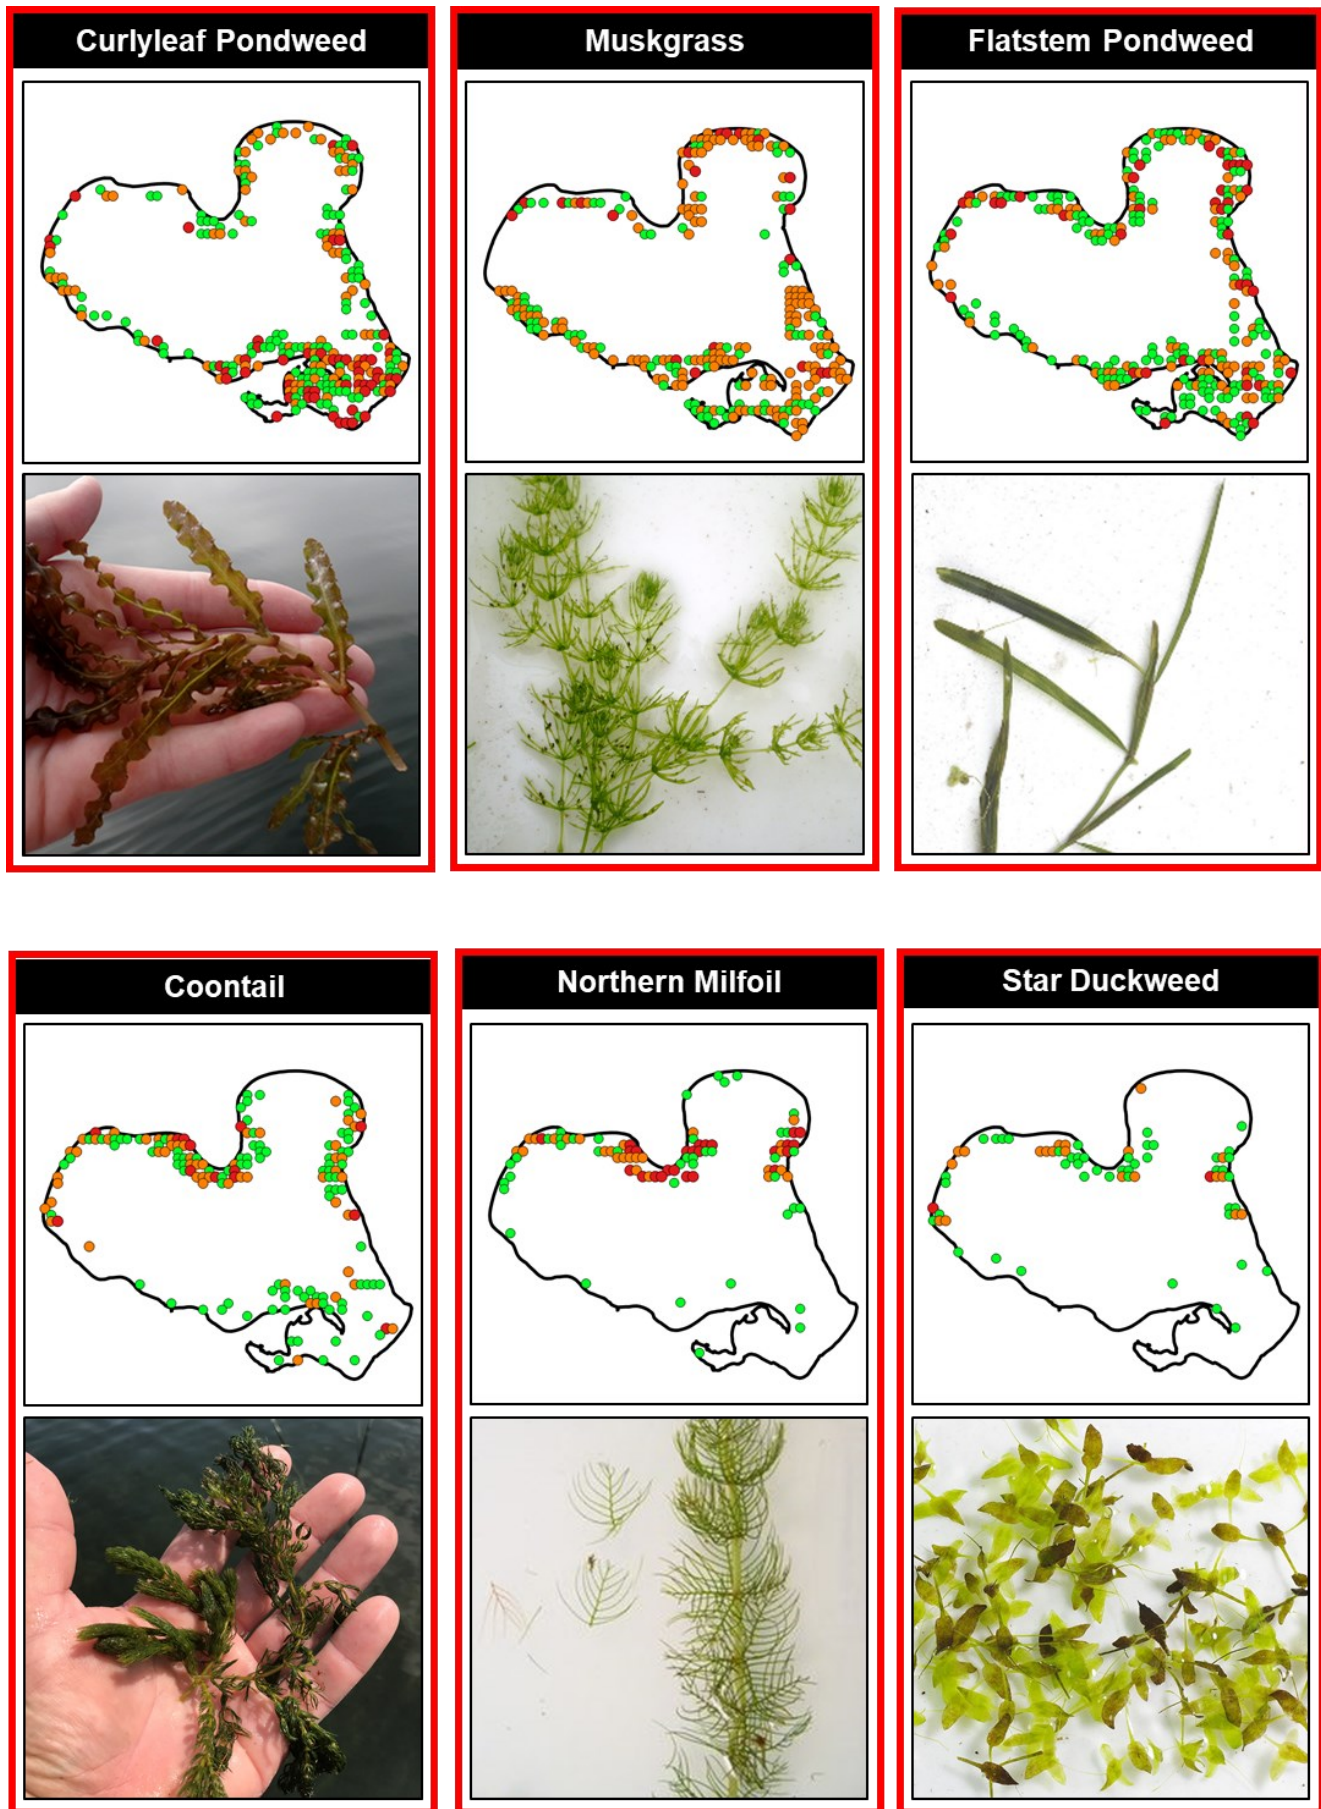 Curlyleaf Pondweed
Muskgrass
Flatstem Pondweed
Coontail
Northern Milfoil
Star Duckweed